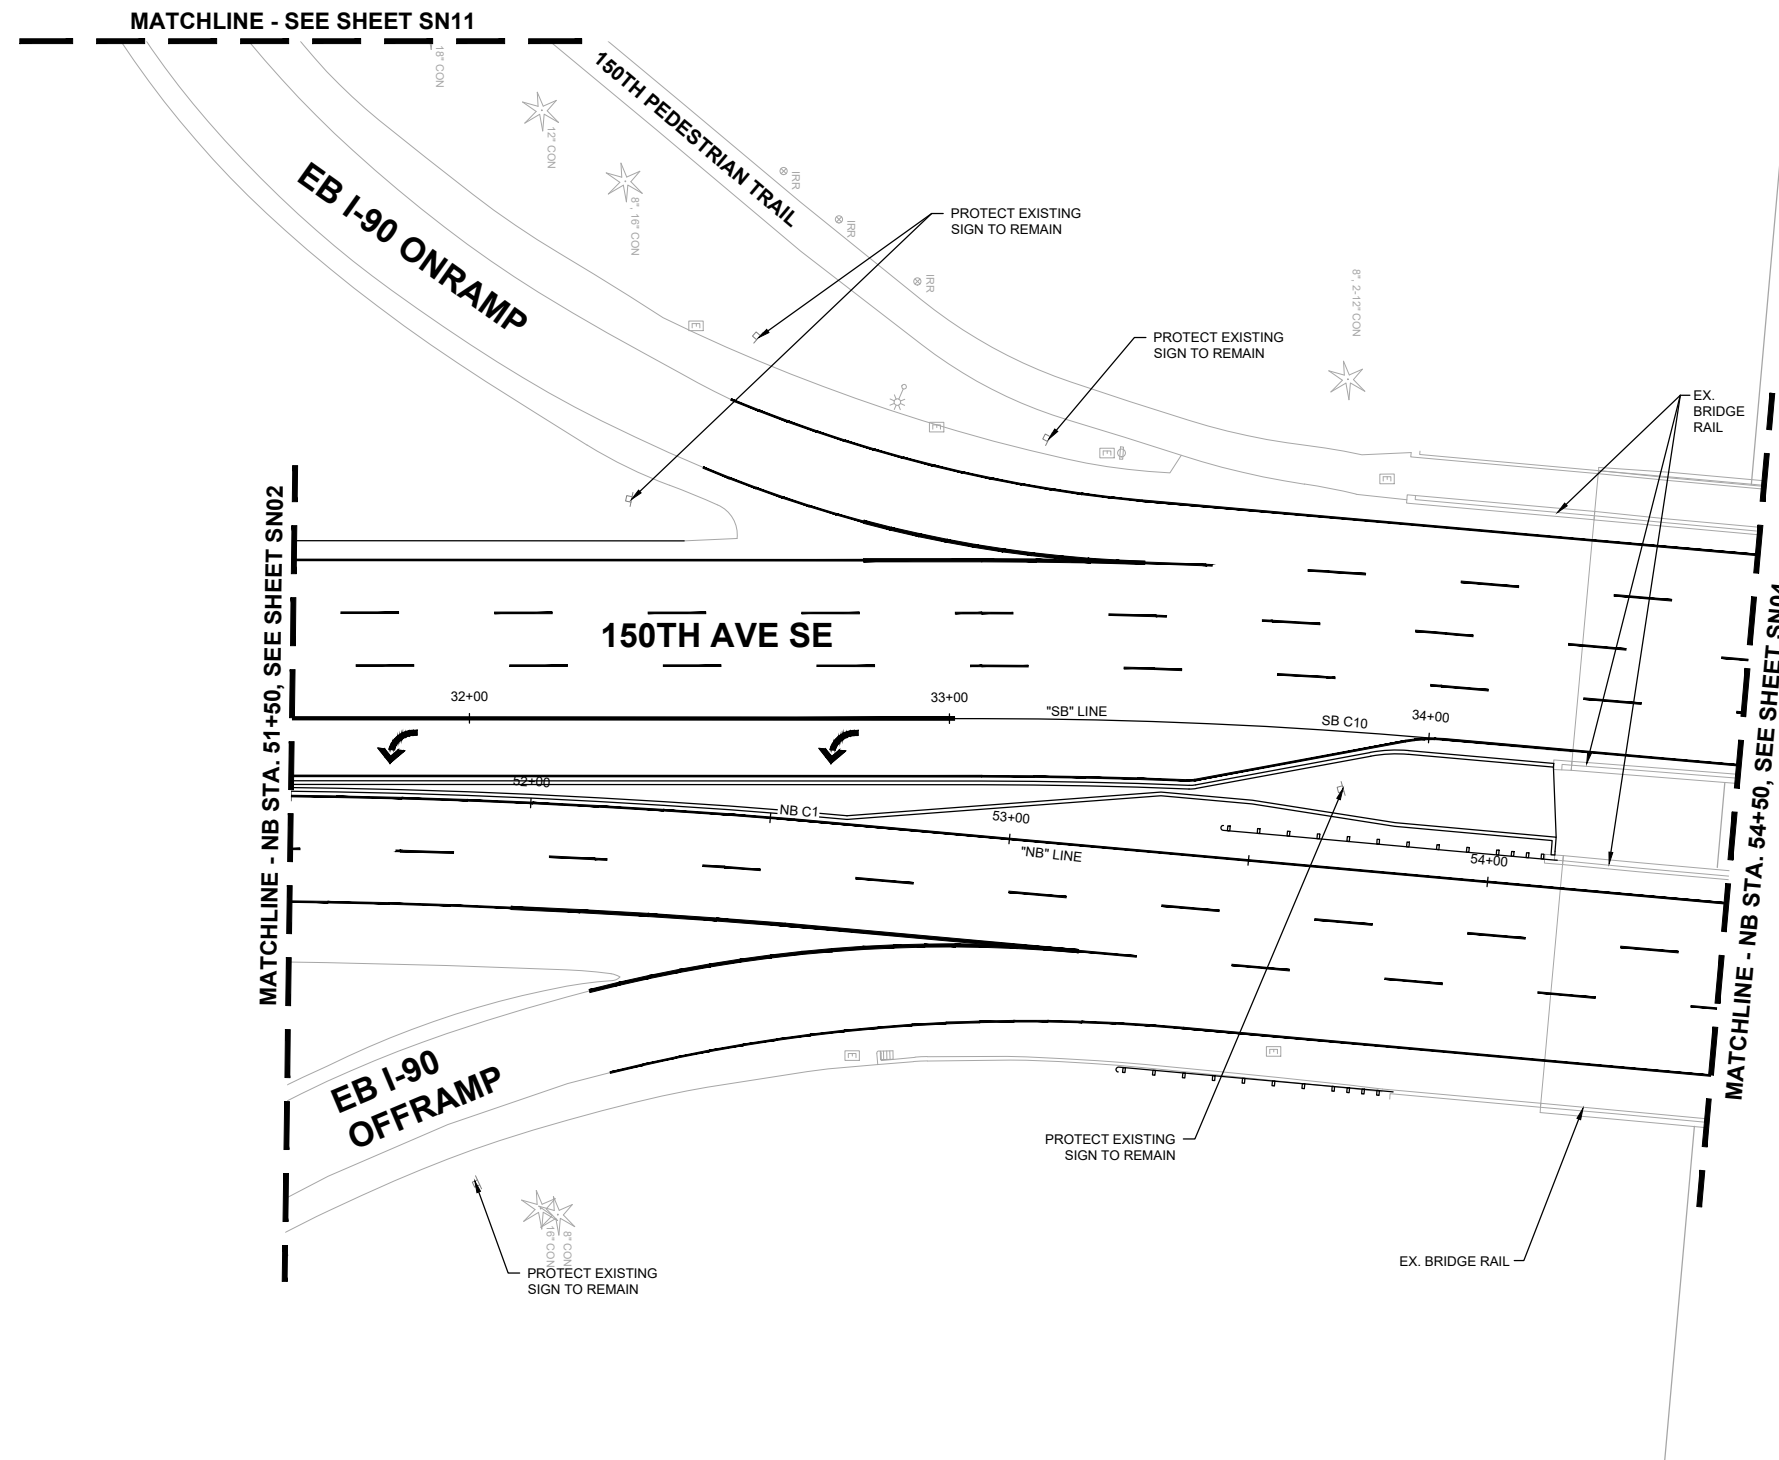 MATCHLINE - SEE SHEET SN11
18" CON
12" CON
8", 16" CON
150TH PEDESTRIAN TRAIL
IRR
IRR
IRR
EB I-90 ONRAMP
PROTECT EXISTING
SIGN TO REMAIN
PROTECT EXISTING
SIGN TO REMAIN
8", 2-12" CON
EX.
BRIDGE
RAIL
E
E
E
E
MATCHLINE - NB STA. 51+50, SEE SHEET SN02
150TH AVE SE
32+00
33+00
"SB" LINE
SB C10
34+00
52+00
NB C1
53+00
"NB" LINE
54+00
MATCHLINE - NB STA. 54+50, SEE SHEET SN04
EB I-90
OFFRAMP
E
E
PROTECT EXISTING
SIGN TO REMAIN
16" CON
8" CON
PROTECT EXISTING
SIGN TO REMAIN
EX. BRIDGE RAIL